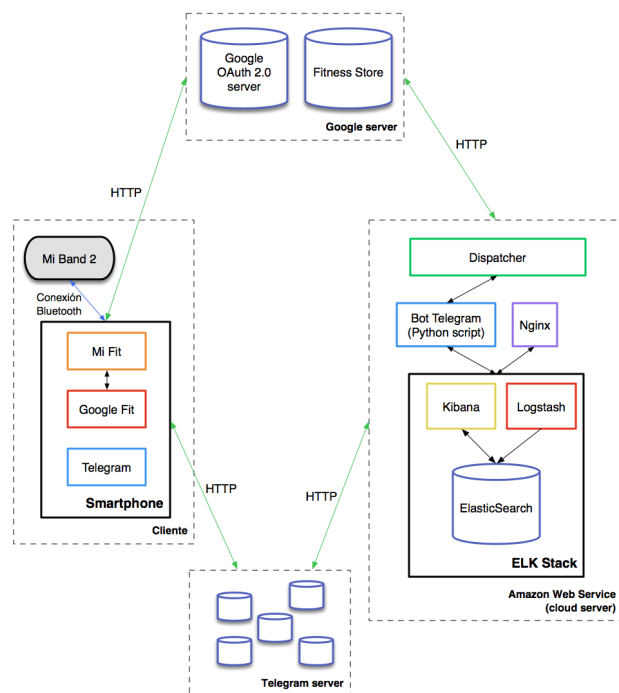 Google
OAuth 2.0
server
Fitness Store
Google server
HTTP
HTTP
Mi Band 2
Conexión
Bluetooth
Mi Fit
Google Fit
Telegram
Smartphone
Cliente
Dispatcher
Bot Telegram
(Python script)
Nginx
Kibana
Logstash
ElasticSearch
ELK Stack
Amazon Web Service
(cloud server)
HTTP
HTTP
Telegram server